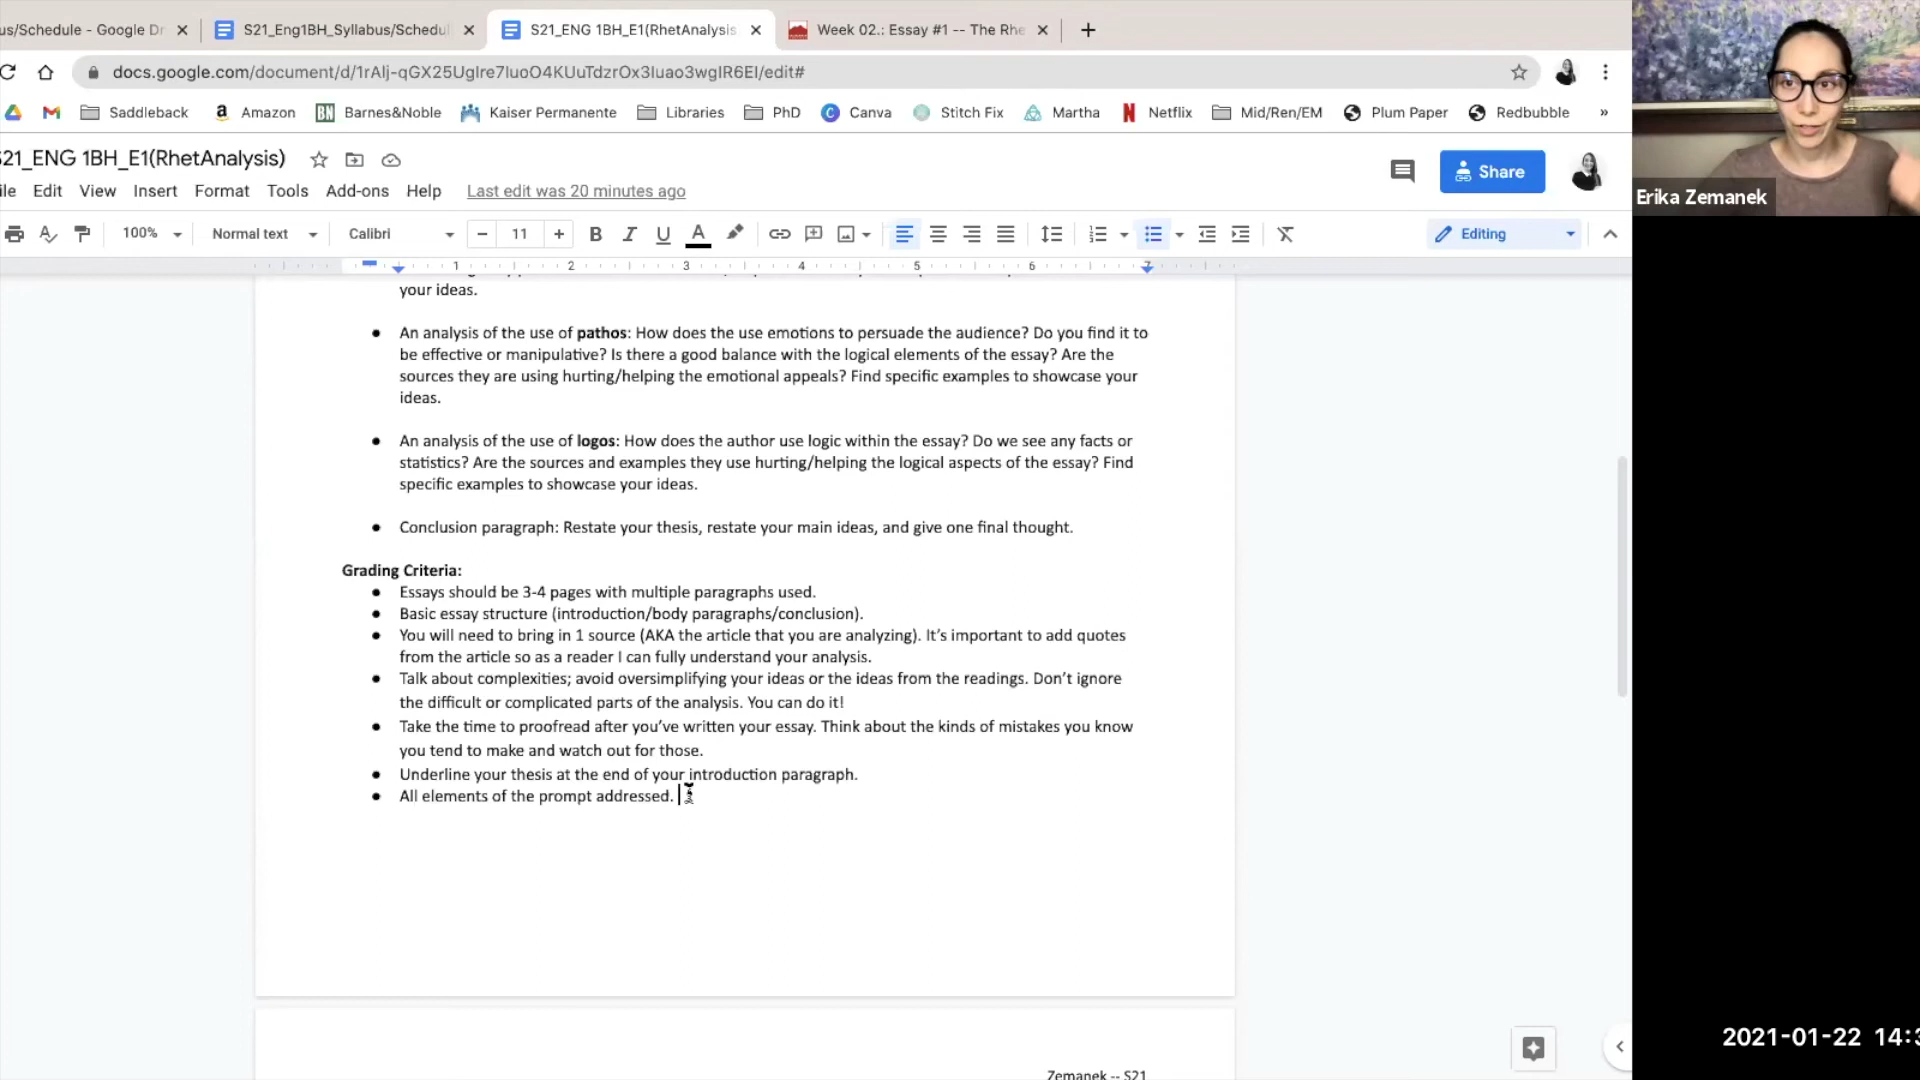 us/Schedule - Google Dr
S21_Eng1BH_Syllabus/Schedul
S21_ENG 1BH_E1(RhetAnalysis
Week 02.: Essay #1 -- The Rhe
docs.google.com/document/d/1rAlj-qGX25UgIre7IuoO4KUuTdzrOx3Iuao3wgIR6EI/edit#
Saddleback
Amazon
Barnes&Noble
Kaiser Permanente
Libraries
PhD
Canva
Stitch Fix
Martha
Netflix
Mid/Ren/EM
Plum Paper
Redbubble
S21_ENG 1BH_E1(RhetAnalysis)
ile Edit View Insert Format Tools Add-ons Help Last edit was 20 minutes ago
Share
Erika Zemanek
100% Normal text Calibri 11 Editing
1 2 3 4 5 6 7
your ideas.
● An analysis of the use of pathos: How does the use emotions to persuade the audience? Do you find it to
be effective or manipulative? Is there a good balance with the logical elements of the essay? Are the
sources they are using hurting/helping the emotional appeals? Find specific examples to showcase your
ideas.
● An analysis of the use of logos: How does the author use logic within the essay? Do we see any facts or
statistics? Are the sources and examples they use hurting/helping the logical aspects of the essay? Find
specific examples to showcase your ideas.
● Conclusion paragraph: Restate your thesis, restate your main ideas, and give one final thought.
Grading Criteria:
● Essays should be 3-4 pages with multiple paragraphs used.
● Basic essay structure (introduction/body paragraphs/conclusion).
● You will need to bring in 1 source (AKA the article that you are analyzing). It's important to add quotes
from the article so as a reader I can fully understand your analysis.
● Talk about complexities; avoid oversimplifying your ideas or the ideas from the readings. Don't ignore
the difficult or complicated parts of the analysis. You can do it!
● Take the time to proofread after you've written your essay. Think about the kinds of mistakes you know
you tend to make and watch out for those.
● Underline your thesis at the end of your introduction paragraph.
● All elements of the prompt addressed.
Zemanek -- S21
2021-01-22 14:3